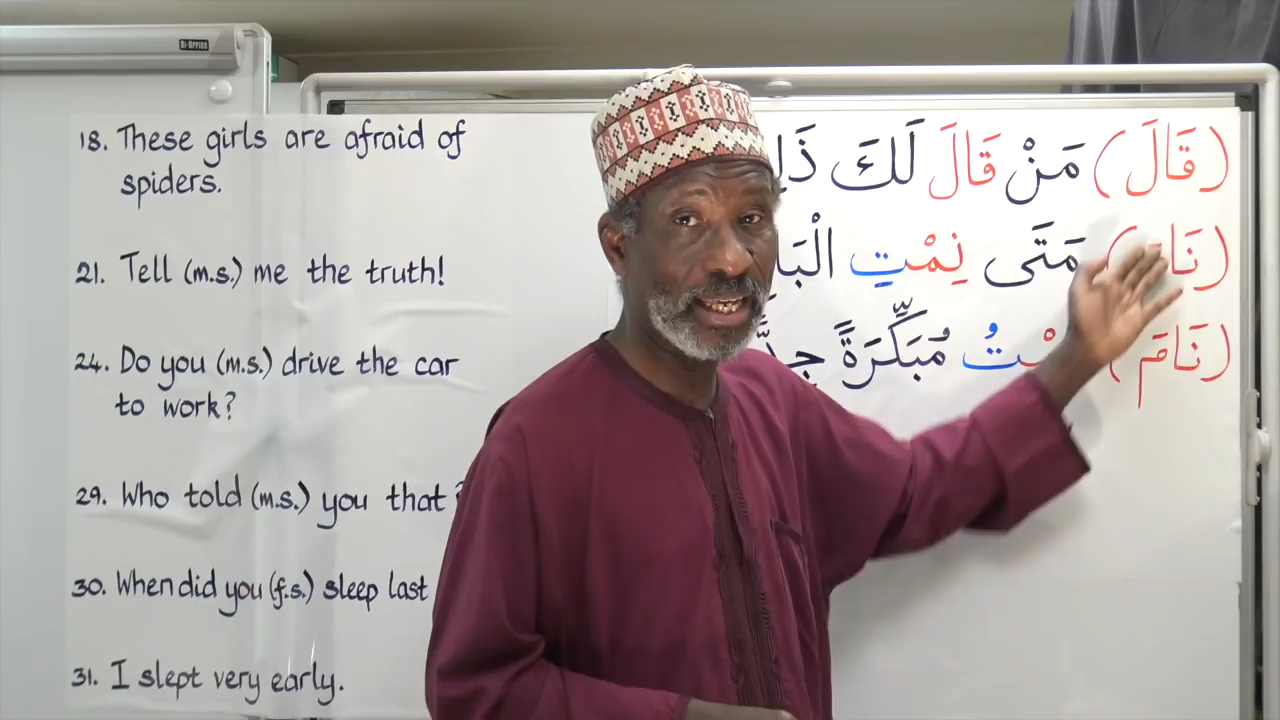 Bi-Office
18. These girls are afraid of
spiders.
21. Tell (m.s.) me the truth!
24. Do you (m.s.) drive the car
to work?
29. Who told (m.s.) you that
30. When did you (f.s.) sleep last
31. I slept very early.
(قَالَ) مَنْ قَالَ لَكَ
مَتَى نِمْتِ
(نَامَ) مُبَكِّرَةً